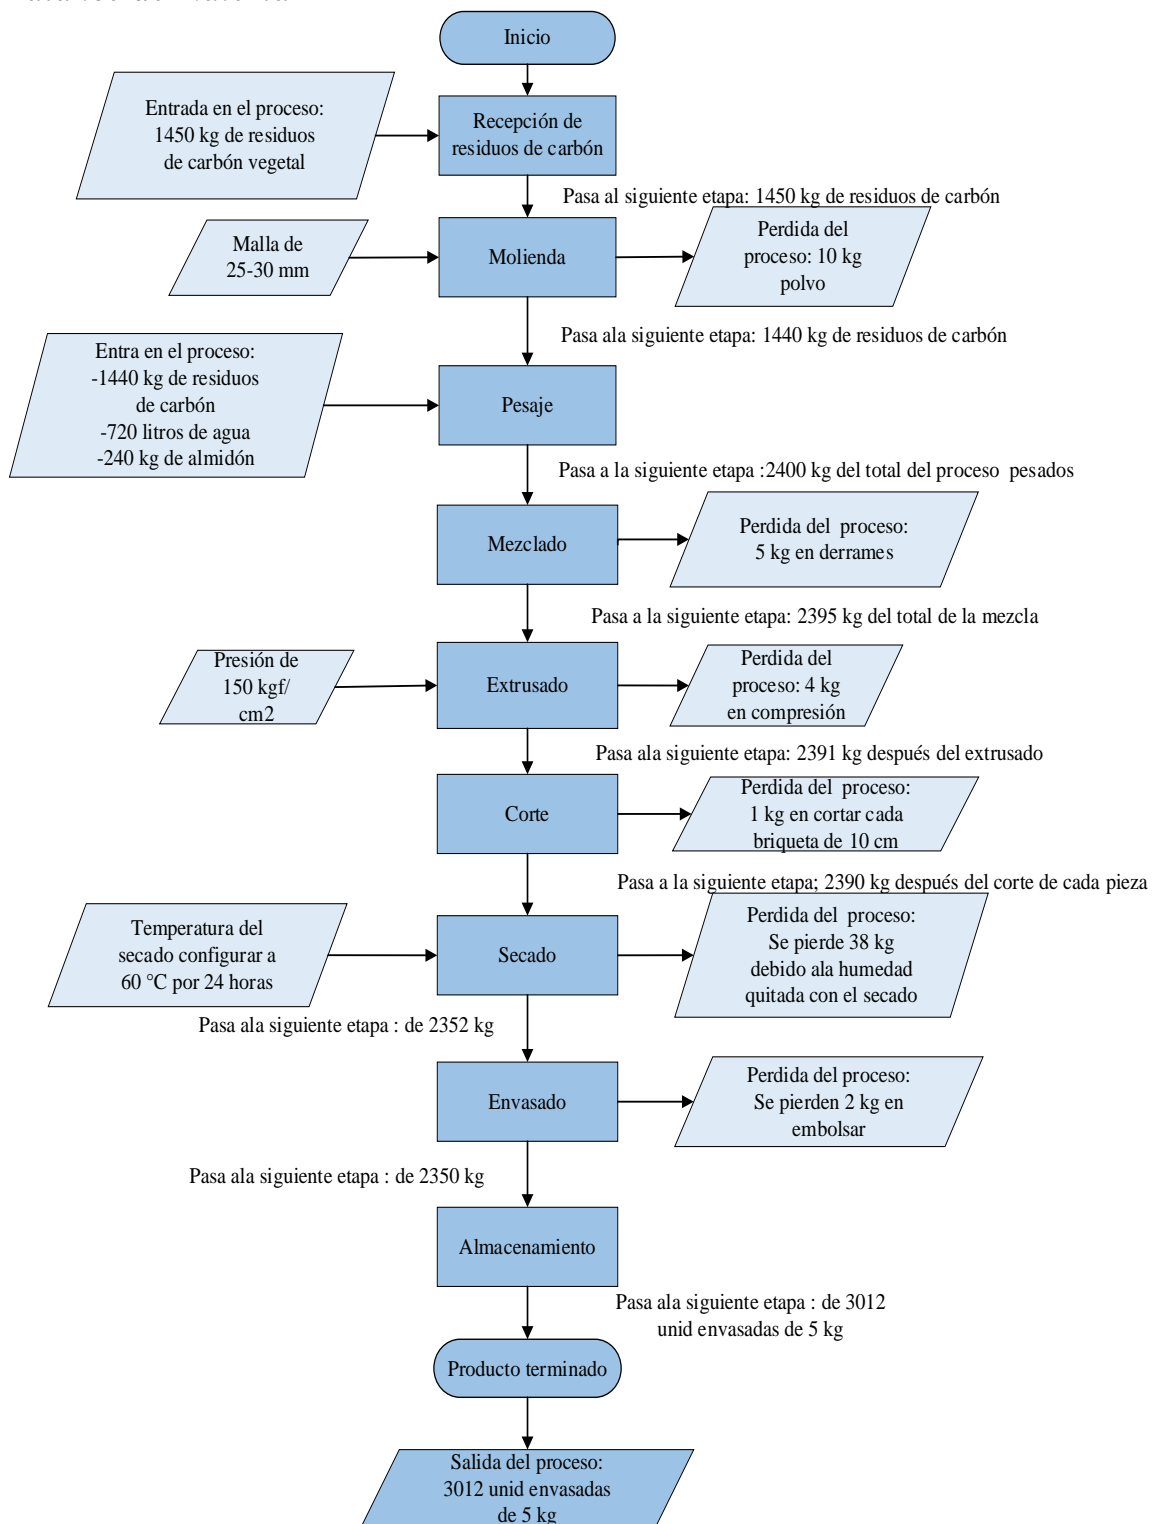 Inicio
Entrada en el proceso:
1450 kg de residuos
de carbón vegetal
Recepción de
residuos de carbón
Pasa al siguiente etapa: 1450 kg de residuos de carbón
Malla de
25-30 mm
Molienda
Perdida del
proceso: 10 kg
polvo
Pasa ala siguiente etapa: 1440 kg de residuos de carbón
Entra en el proceso:
-1440 kg de residuos
de carbón
-720 litros de agua
-240 kg de almidón
Pesaje
Pasa a la siguiente etapa :2400 kg del total del proceso pesados
Mezclado
Perdida del proceso:
5 kg en derrames
Pasa a la siguiente etapa: 2395 kg del total de la mezcla
Presión de
150 kgf/
cm2
Extrusado
Perdida del
proceso: 4 kg
en compresión
Pasa ala siguiente etapa: 2391 kg después del extrusado
Corte
Perdida del proceso:
1 kg en cortar cada
briqueta de 10 cm
Pasa a la siguiente etapa; 2390 kg después del corte de cada pieza
Temperatura del
secado configurar a
60 °C por 24 horas
Secado
Perdida del proceso:
Se pierde 38 kg
debido ala humedad
quitada con el secado
Pasa ala siguiente etapa : de 2352 kg
Envasado
Perdida del proceso:
Se pierden 2 kg en
embolsar
Pasa ala siguiente etapa : de 2350 kg
Almacenamiento
Pasa ala siguiente etapa : de 3012
unid envasadas de 5 kg
Producto terminado
Salida del proceso:
3012 unid envasadas
de 5 kg